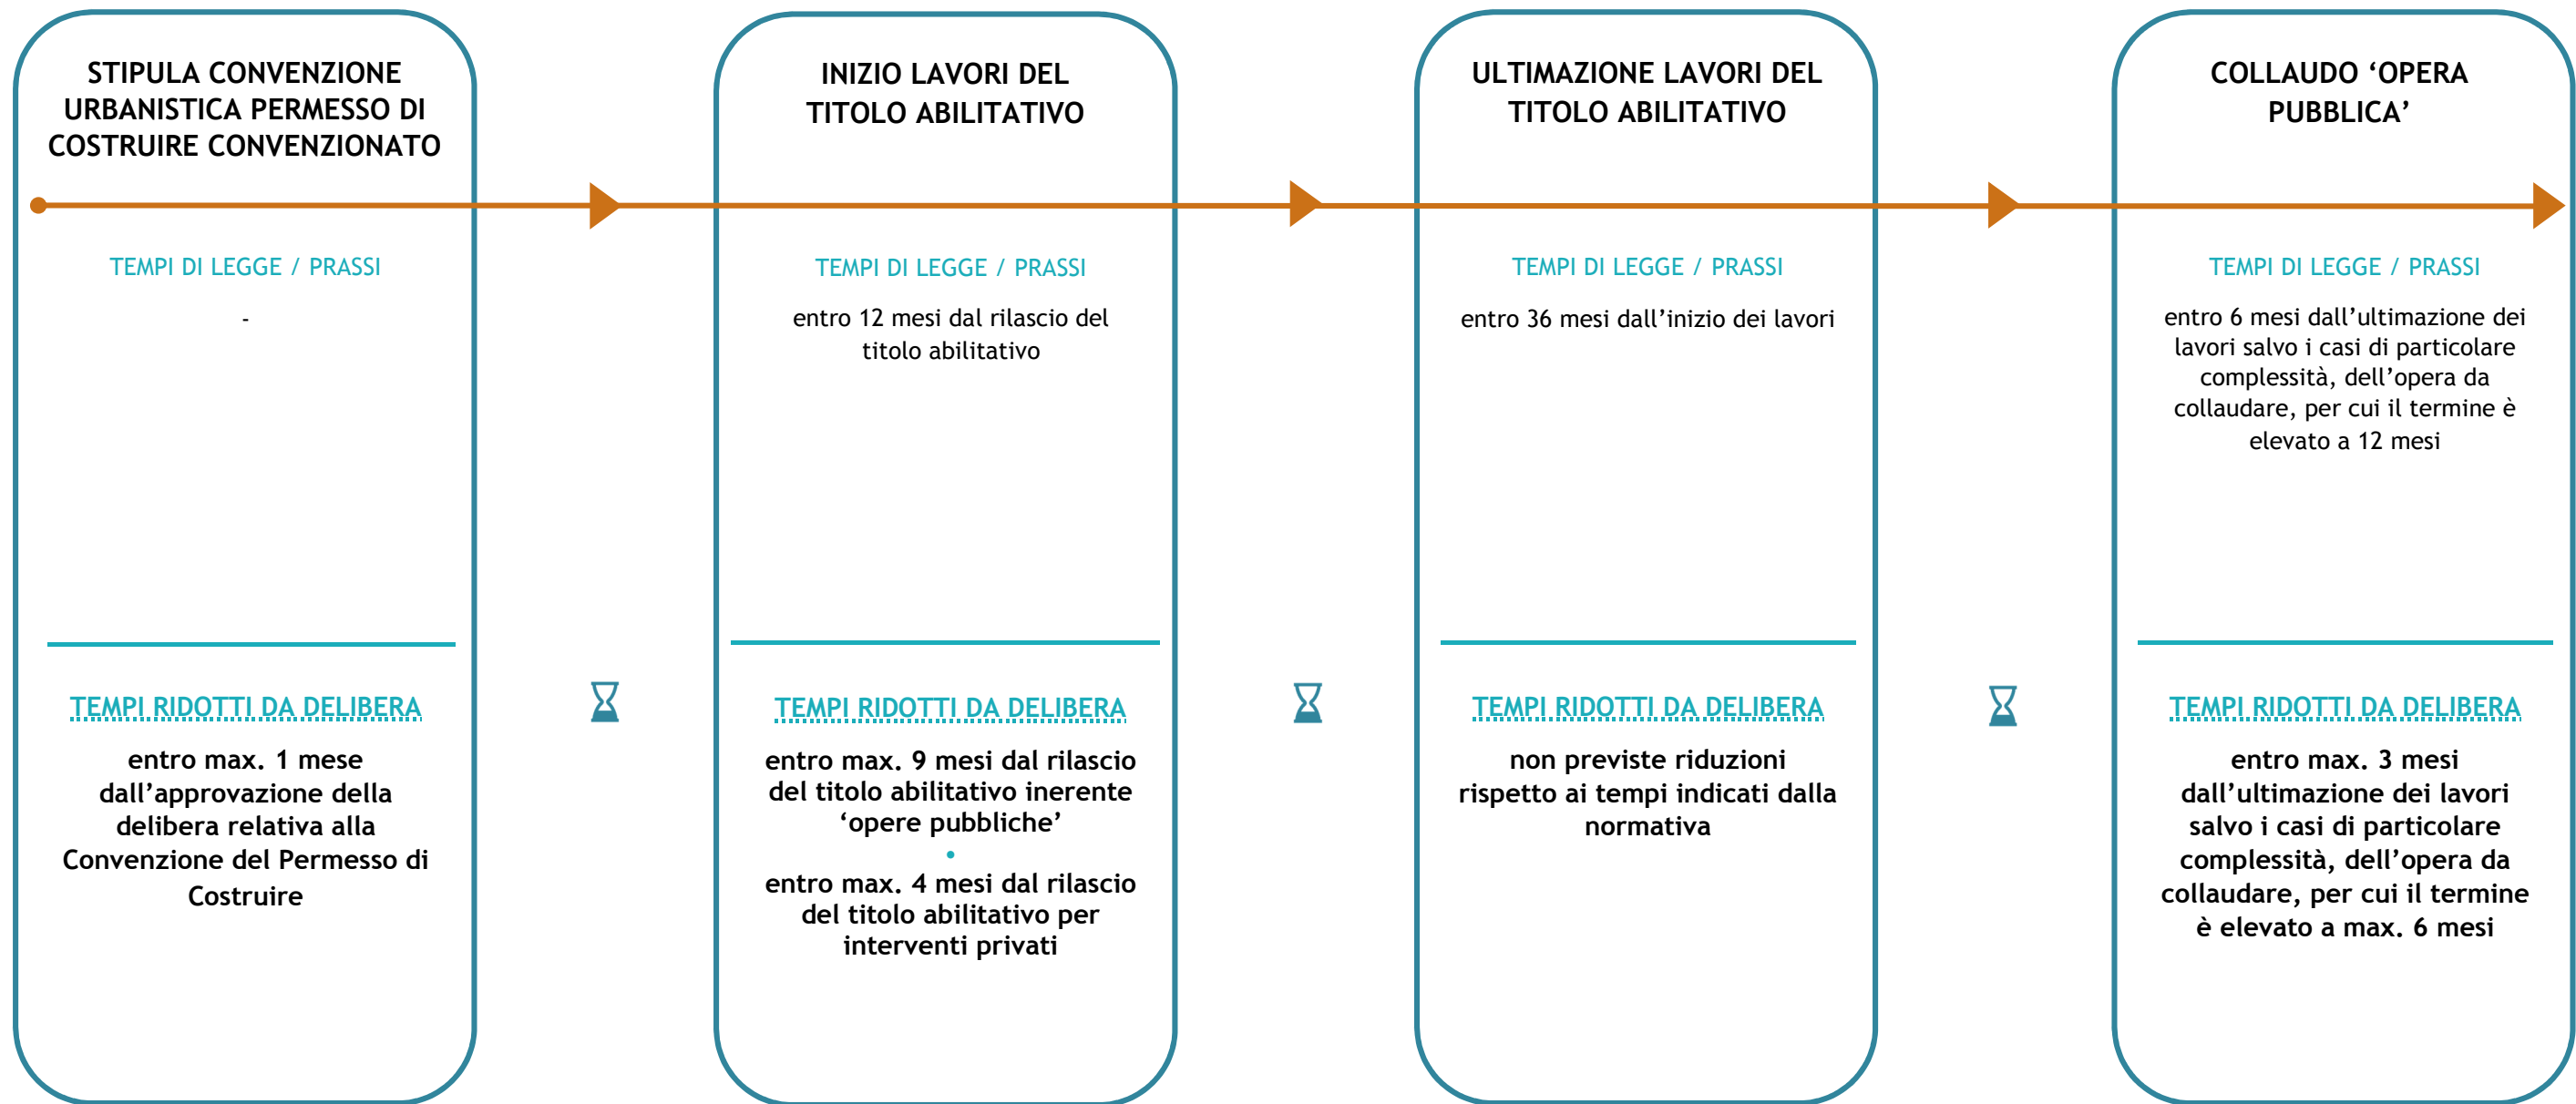 STIPULA CONVENZIONE
URBANISTICA PERMESSO DI
COSTRUIRE CONVENZIONATO
TEMPI DI LEGGE / PRASSI
-
TEMPI RIDOTTI DA DELIBERA
entro max. 1 mese
dall’approvazione della
delibera relativa alla
Convenzione del Permesso di
Costruire
INIZIO LAVORI DEL
TITOLO ABILITATIVO
TEMPI DI LEGGE / PRASSI
entro 12 mesi dal rilascio del
titolo abilitativo
TEMPI RIDOTTI DA DELIBERA
entro max. 9 mesi dal rilascio
del titolo abilitativo inerente
‘opere pubbliche’
•
entro max. 4 mesi dal rilascio
del titolo abilitativo per
interventi privati
ULTIMAZIONE LAVORI DEL
TITOLO ABILITATIVO
TEMPI DI LEGGE / PRASSI
entro 36 mesi dall’inizio dei lavori
TEMPI RIDOTTI DA DELIBERA
non previste riduzioni
rispetto ai tempi indicati dalla
normativa
COLLAUDO ‘OPERA
PUBBLICA’
TEMPI DI LEGGE / PRASSI
entro 6 mesi dall’ultimazione dei
lavori salvo i casi di particolare
complessità, dell’opera da
collaudare, per cui il termine è
elevato a 12 mesi
TEMPI RIDOTTI DA DELIBERA
entro max. 3 mesi
dall’ultimazione dei lavori
salvo i casi di particolare
complessità, dell’opera da
collaudare, per cui il termine
è elevato a max. 6 mesi